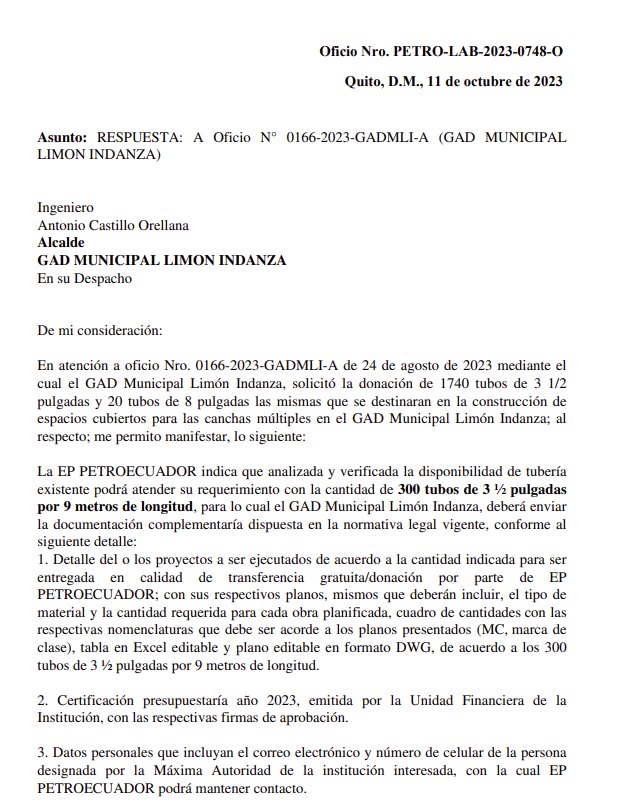 Oficio Nro. PETRO-LAB-2023-0748-O
Quito, D.M., 11 de octubre de 2023
Asunto: RESPUESTA: A Oficio N° 0166-2023-GADMLI-A (GAD MUNICIPAL
LIMON INDANZA)
Ingeniero
Antonio Castillo Orellana
Alcalde
GAD MUNICIPAL LIMON INDANZA
En su Despacho
De mi consideración:
En atención a oficio Nro. 0166-2023-GADMLI-A de 24 de agosto de 2023 mediante el
cual el GAD Municipal Limón Indanza, solicitó la donación de 1740 tubos de 3 1/2
pulgadas y 20 tubos de 8 pulgadas las mismas que se destinaran en la construcción de
espacios cubiertos para las canchas múltiples en el GAD Municipal Limón Indanza; al
respecto; me permito manifestar, lo siguiente:
La EP PETROECUADOR indica que analizada y verificada la disponibilidad de tubería
existente podrá atender su requerimiento con la cantidad de 300 tubos de 3 ½ pulgadas
por 9 metros de longitud, para lo cual el GAD Municipal Limón Indanza, deberá enviar
la documentación complementaría dispuesta en la normativa legal vigente, conforme al
siguiente detalle:
1. Detalle del o los proyectos a ser ejecutados de acuerdo a la cantidad indicada para ser
entregada en calidad de transferencia gratuita/donación por parte de EP
PETROECUADOR; con sus respectivos planos, mismos que deberán incluir, el tipo de
material y la cantidad requerida para cada obra planificada, cuadro de cantidades con las
respectivas nomenclaturas que debe ser acorde a los planos presentados (MC, marca de
clase), tabla en Excel editable y plano editable en formato DWG, de acuerdo a los 300
tubos de 3 ½ pulgadas por 9 metros de longitud.
2. Certificación presupuestaría año 2023, emitida por la Unidad Financiera de la
Institución, con las respectivas firmas de aprobación.
3. Datos personales que incluyan el correo electrónico y número de celular de la persona
designada por la Máxima Autoridad de la institución interesada, con la cual EP
PETROECUADOR podrá mantener contacto.